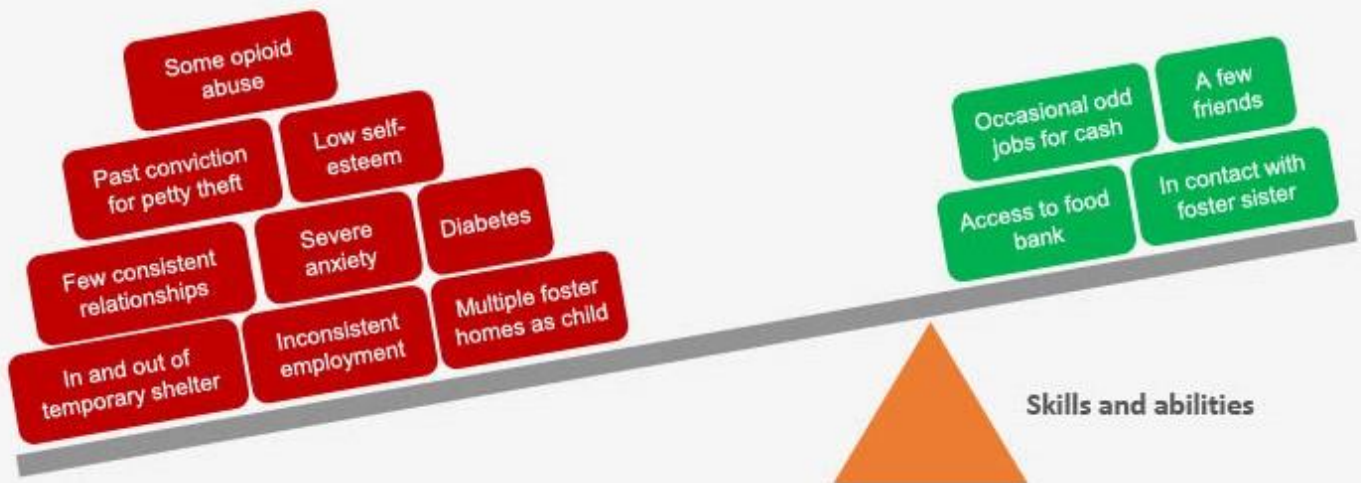 Some opioid
abuse
Past conviction
for petty theft
Low self-
esteem
Few consistent
relationships
Severe
anxiety
Diabetes
In and out of
temporary shelter
Inconsistent
employment
Multiple foster
homes as child
Occasional odd
jobs for cash
A few
friends
Access to food
bank
In contact with
foster sister
Skills and abilities